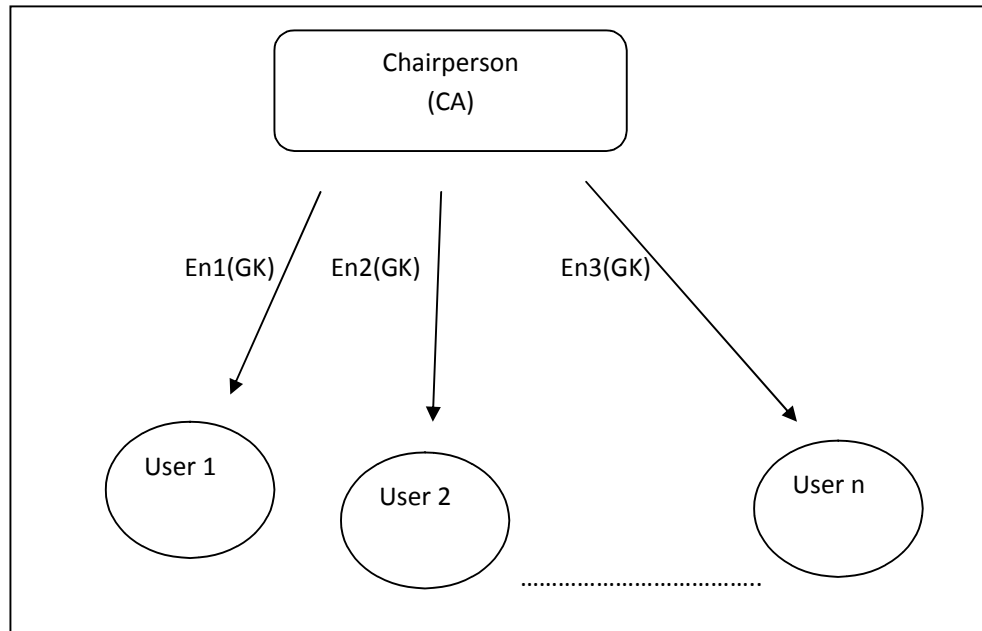 Chairperson
(CA)
En1(GK) En2(GK) En3(GK)
User 1
User 2
User n
.......................................